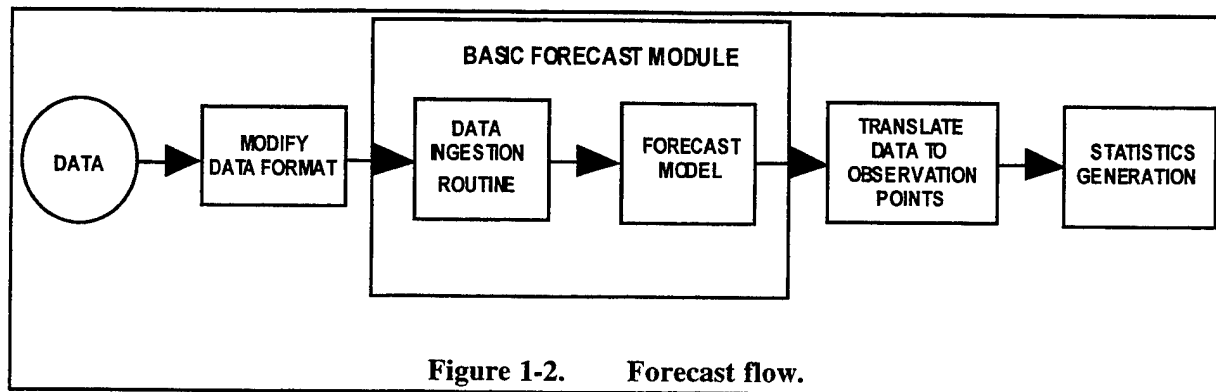 BASIC FORECAST MODULE
DATA
MODIFY
DATA FORMAT
DATA
INGESTION
ROUTINE
FORECAST
MODEL
TRANSLATE
DATA TO
OBSERVATION
POINTS
STATISTICS
GENERATION
Figure 1-2. Forecast flow.